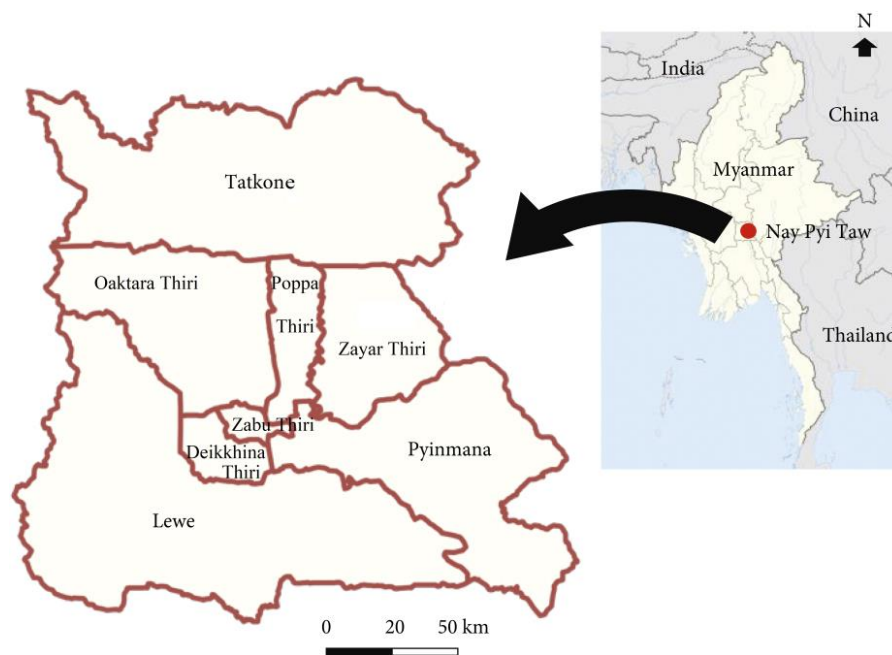 Tatkone
Oaktara Thiri
Poppa
Thiri
Zayar Thiri
Zabu Thiri
Deikkhina
Thiri
Pyinmana
Lewe
0 20 50 km
N
India
China
Myanmar
Nay Pyi Taw
Thailand